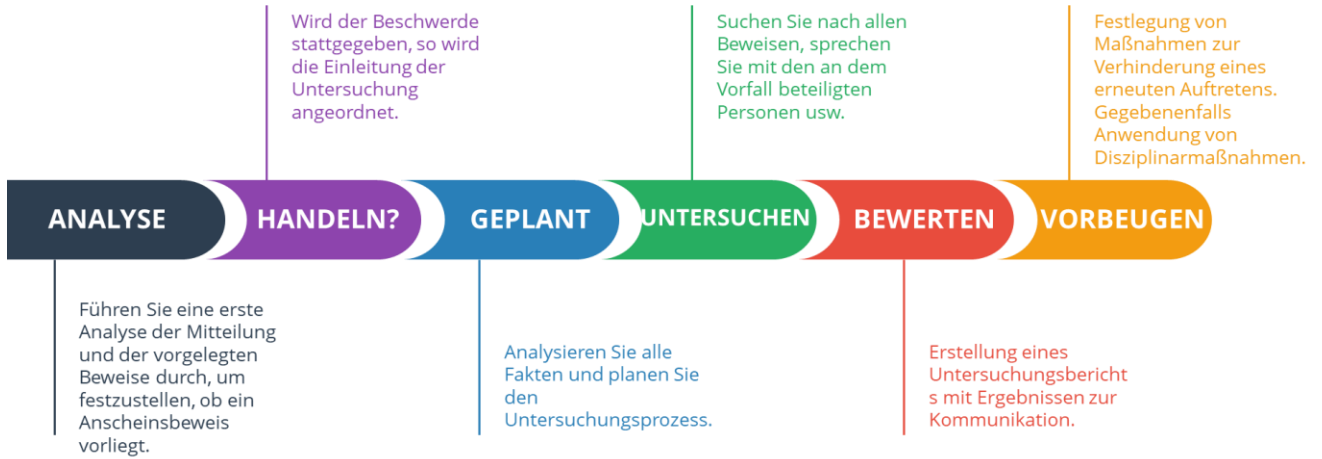 Wird der Beschwerde
stattgegeben, so wird
die Einleitung der
Untersuchung
angeordnet.
Suchen Sie nach allen
Beweisen, sprechen
Sie mit den an dem
Vorfall beteiligten
Personen usw.
Festlegung von
Maßnahmen zur
Verhinderung eines
erneuten Auftretens.
Gegebenenfalls
Anwendung von
Disziplinarmaßnahmen.
ANALYSE
HANDELN?
GEPLANT
UNTERSUCHEN
BEWERTEN
VORBEUGEN
Führen Sie eine erste
Analyse der Mitteilung
und der vorgelegten
Beweise durch, um
festzustellen, ob ein
Anscheinsbeweis
vorliegt.
Analysieren Sie alle
Fakten und planen Sie
den
Untersuchungsprozess.
Erstellung eines
Untersuchungsbericht
s mit Ergebnissen zur
Kommunikation.